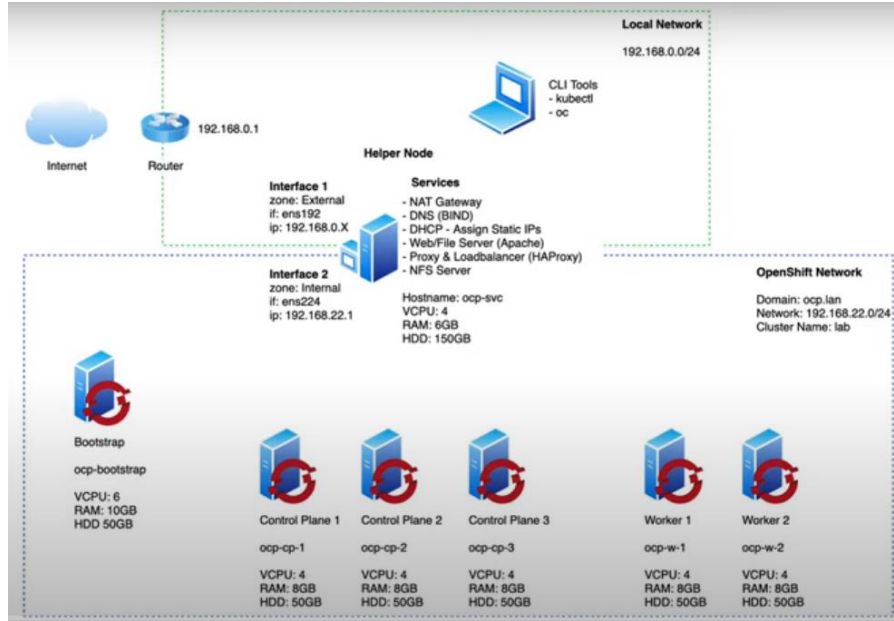 Local Network
192.168.0.0/24
CLI Tools
- kubectl
- oc
192.168.0.1
Internet
Router
Helper Node
Interface 1
zone: External
if: ens192
ip: 192.168.0.X
Services
- NAT Gateway
- DNS (BIND)
- DHCP - Assign Static IPs
- Web/File Server (Apache)
- Proxy & Loadbalancer (HAProxy)
- NFS Server
Hostname: ocp-svc
VCPU: 4
RAM: 6GB
HDD: 150GB
Interface 2
zone: Internal
if: ens224
ip: 192.168.22.1
OpenShift Network
Domain: ocp.lan
Network: 192.168.22.0/24
Cluster Name: lab
Bootstrap
ocp-bootstrap
VCPU: 6
RAM: 10GB
HDD 50GB
Control Plane 1
ocp-cp-1
VCPU: 4
RAM: 8GB
HDD: 50GB
Control Plane 2
ocp-cp-2
VCPU: 4
RAM: 8GB
HDD: 50GB
Control Plane 3
ocp-cp-3
VCPU: 4
RAM: 8GB
HDD: 50GB
Worker 1
ocp-w-1
VCPU: 4
RAM: 8GB
HDD: 50GB
Worker 2
ocp-w-2
VCPU: 4
RAM: 8GB
HDD: 50GB